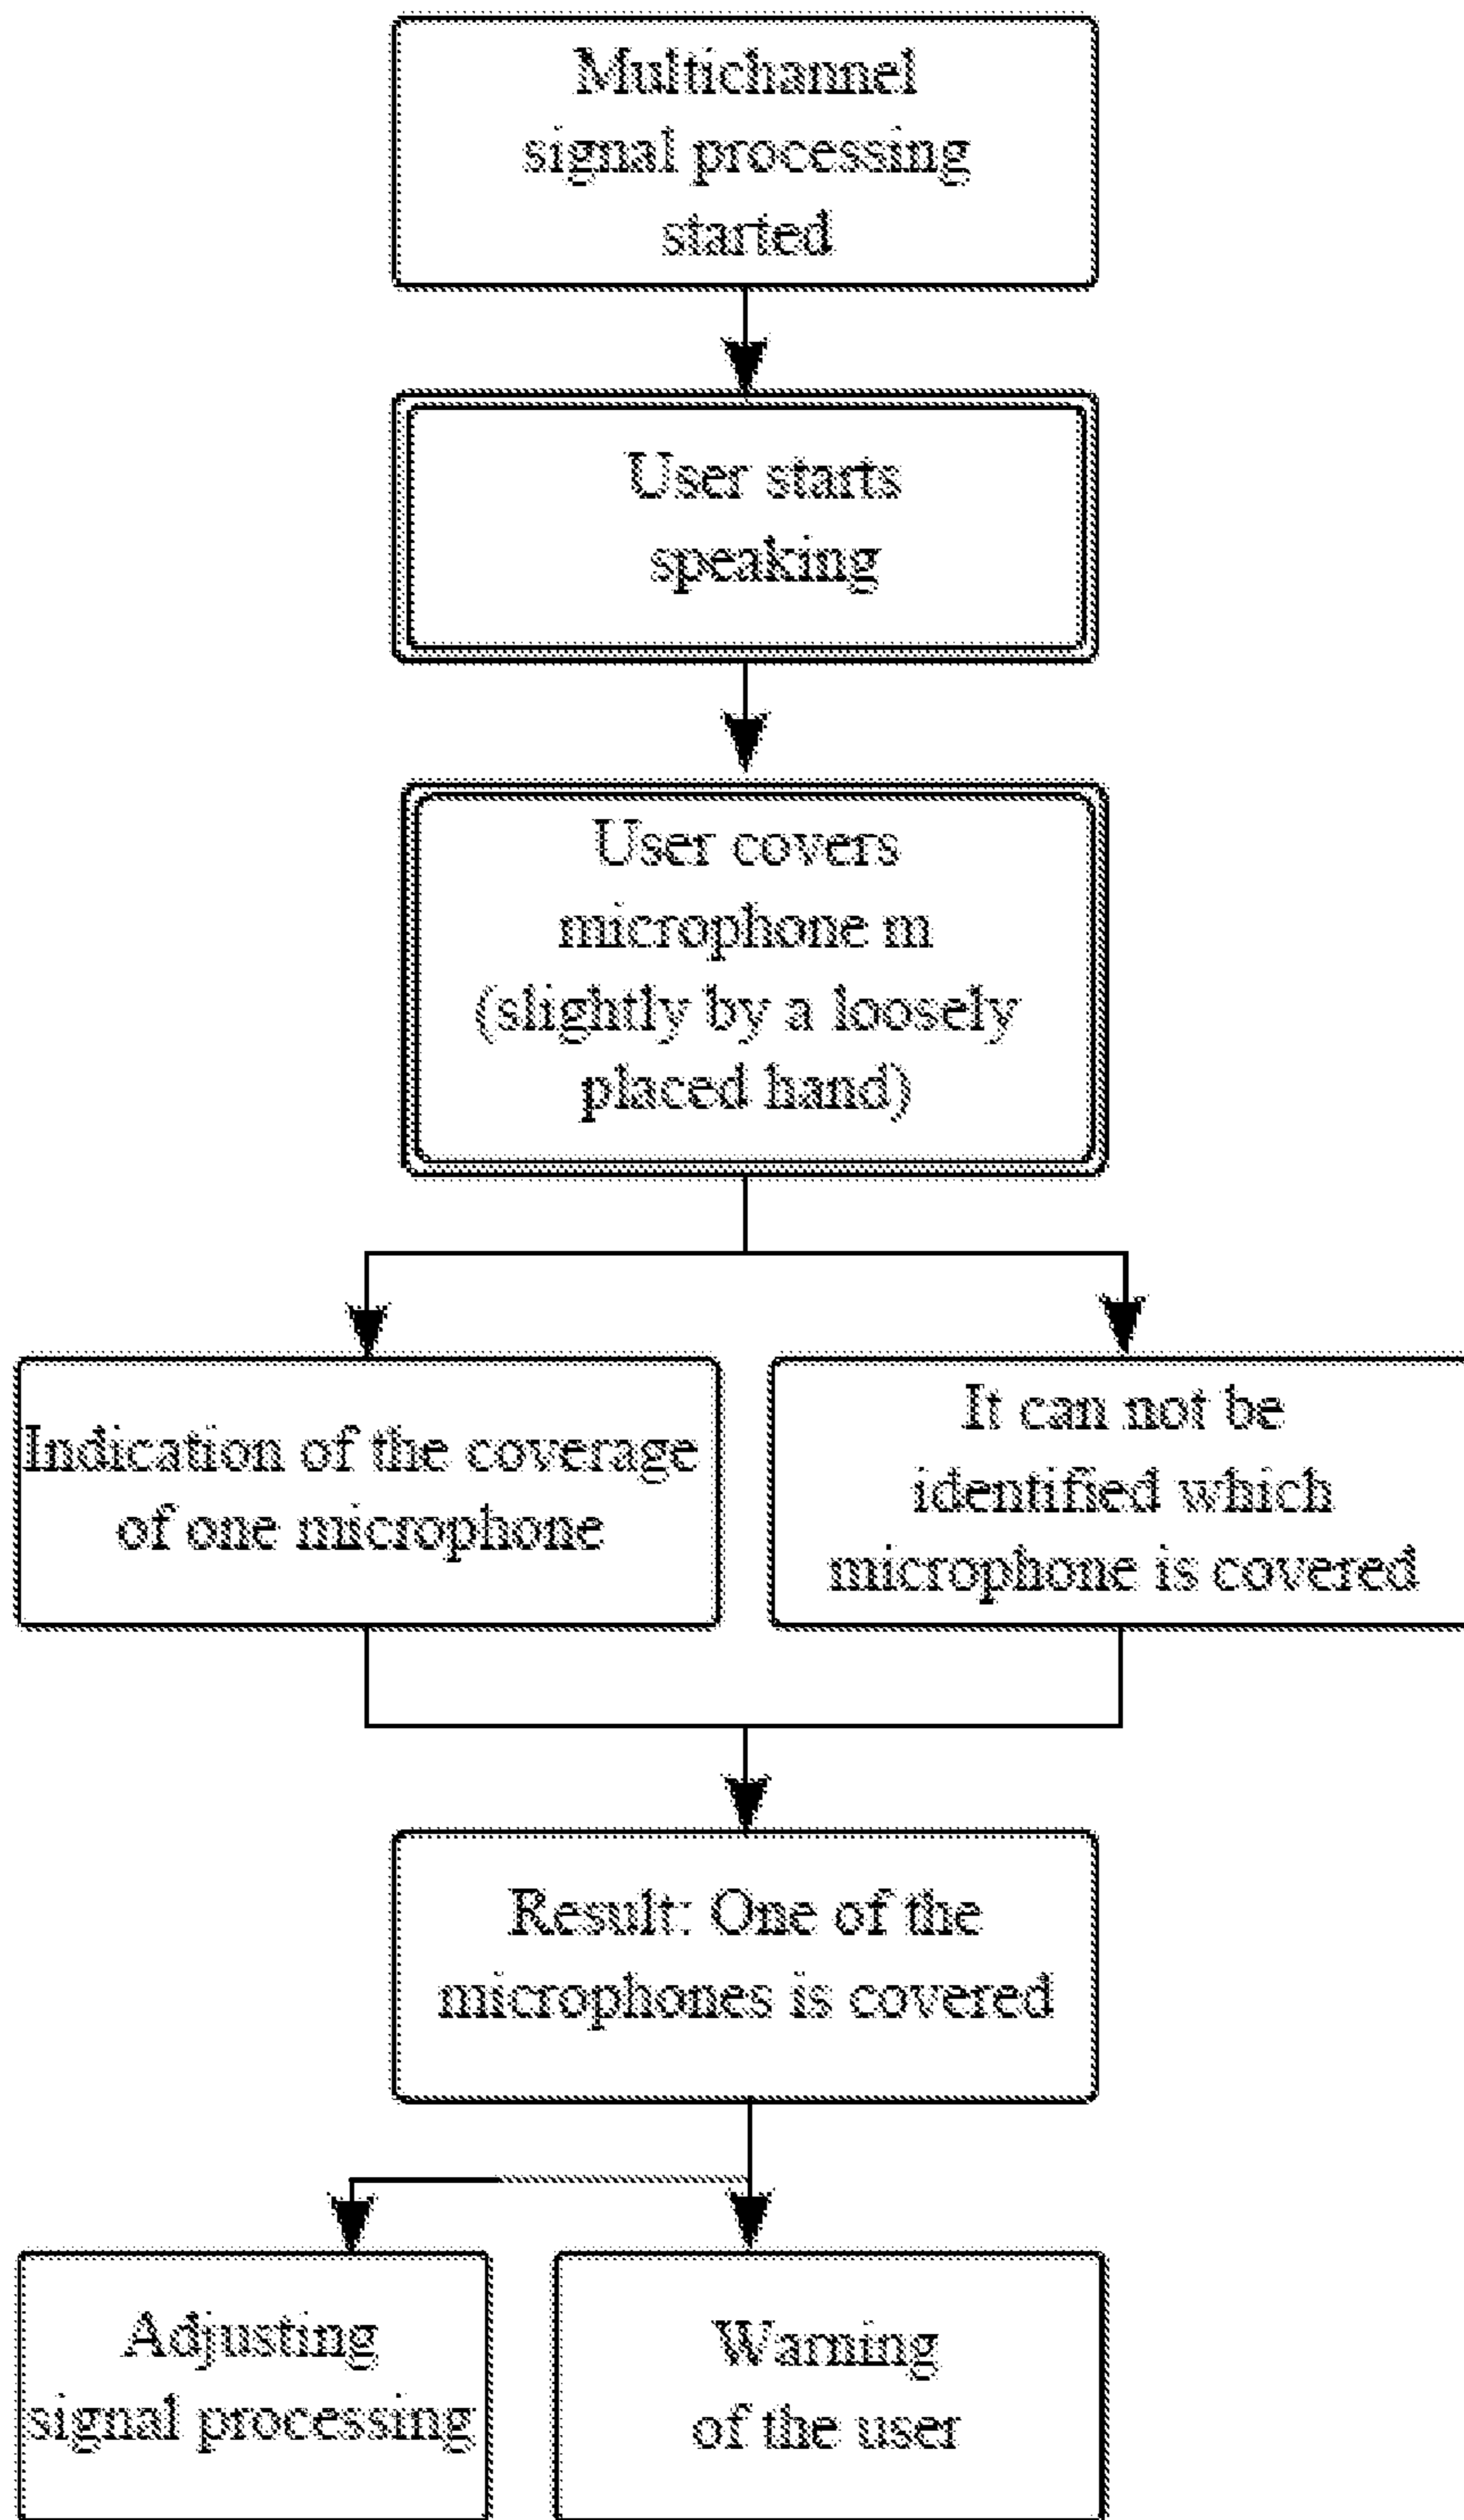 Multichannel
signal processing
started
User starts
speaking
User covers
microphone m
(slightly by a loosely
placed hand)
Indication of the coverage
of one microphone
It can not be
identified which
microphone is covered
Result: One of the
microphones is covered
Adjusting
signal processing
Warning
of the user